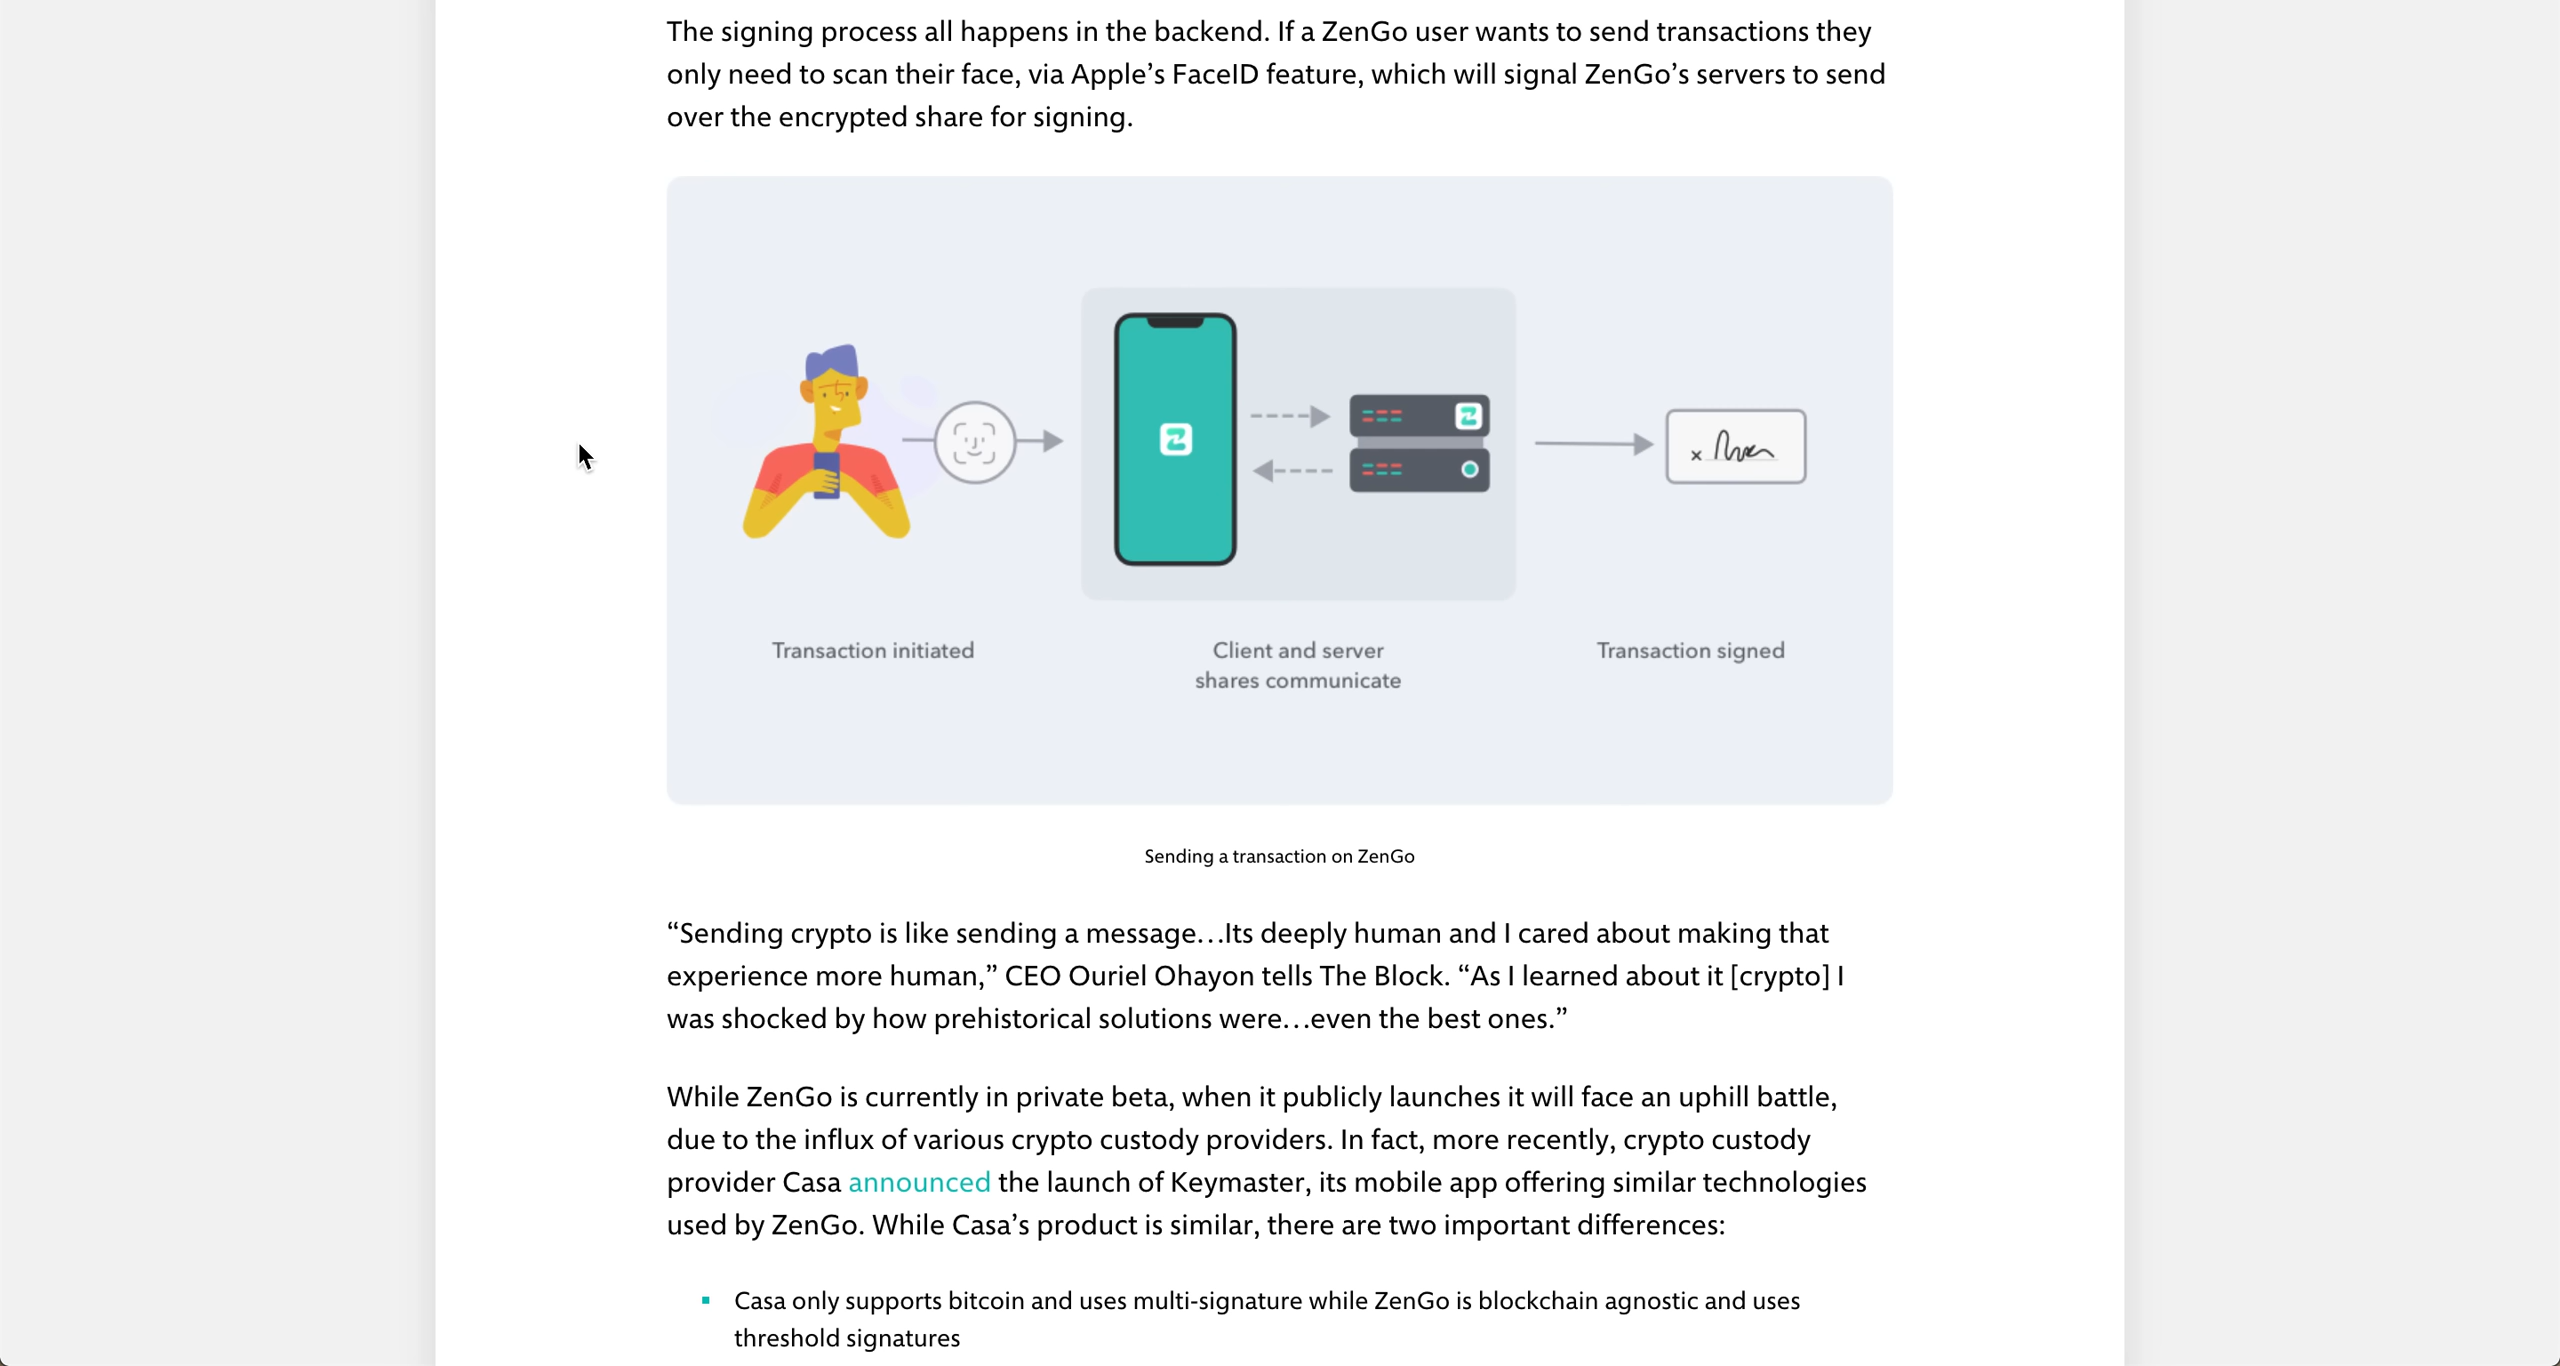 The signing process all happens in the backend. If a ZenGo user wants to send transactions they
only need to scan their face, via Apple’s FaceID feature, which will signal ZenGo’s servers to send
over the encrypted share for signing.
Transaction initiated
Client and server
shares communicate
Transaction signed
Sending a transaction on ZenGo
“Sending crypto is like sending a message…Its deeply human and I cared about making that
experience more human,” CEO Ouriel Ohayon tells The Block. “As I learned about it [crypto] I
was shocked by how prehistorical solutions were…even the best ones.”
While ZenGo is currently in private beta, when it publicly launches it will face an uphill battle,
due to the influx of various crypto custody providers. In fact, more recently, crypto custody
provider Casa announced the launch of Keymaster, its mobile app offering similar technologies
used by ZenGo. While Casa’s product is similar, there are two important differences:
Casa only supports bitcoin and uses multi-signature while ZenGo is blockchain agnostic and uses
threshold signatures